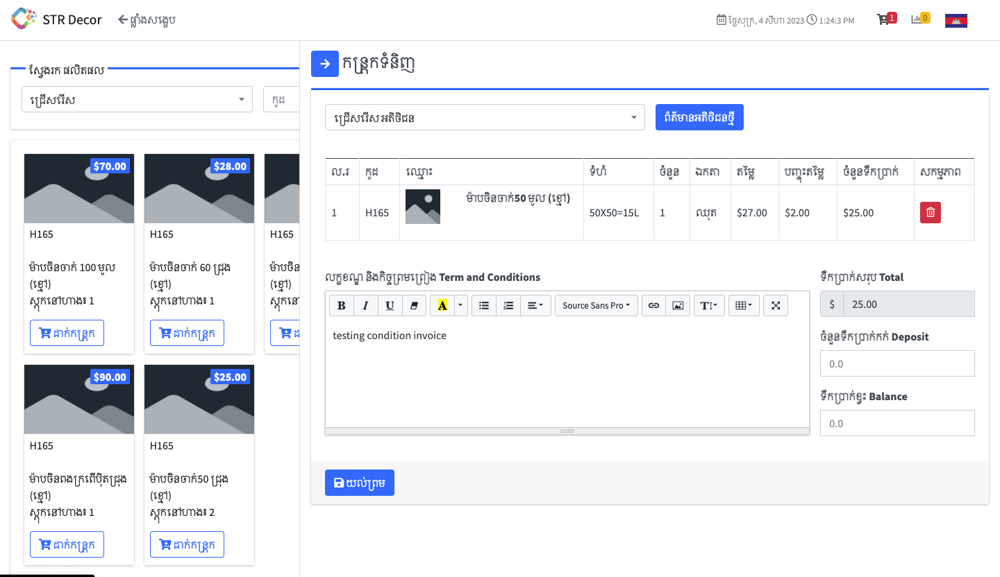 STR Decor
ផ្ទាំងសង្ខេប
ថ្ងៃសុក្រ, 4 សីហា 2023 1:24:3 PM
1
0
ស្វែងរក ផលិតផល
ជ្រើសរើស
កូដ
$70.00
H165
ម៉ាបចិនចាក់ 100 មូល
(ខ្មៅ)
ស្តុកនៅហាង៖ 1
ដាក់កន្ត្រក
$28.00
H165
ម៉ាបចិនចាក់ 60 ជ្រុង
(ខ្មៅ)
ស្តុកនៅហាង៖ 1
ដាក់កន្ត្រក
H165
ម៉ាបចិន
(ខ្មៅ)
ស្តុកនៅ
$90.00
H165
ម៉ាបចិនពងក្រពើបុិតជ្រុង
(ខ្មៅ)
ស្តុកនៅហាង៖ 1
ដាក់កន្ត្រក
$25.00
H165
ម៉ាបចិនចាក់50 ជ្រុង
(ខ្មៅ)
ស្តុកនៅហាង៖ 2
ដាក់កន្ត្រក
កន្ត្រកទំនិញ
ជ្រើសរើសអតិថិជន
ព័ត៌មានអតិថិជនថ្មី
ល.រ កូដ ឈ្មោះ ទំហំ ចំនួន ឯកតា តម្លៃ បញ្ចុះតម្លៃ ចំនួនទឹកប្រាក់ សកម្មភាព
1 H165 ម៉ាបចិនចាក់50 មូល (ខ្មៅ) 50X50=15L 1 ឈុត $27.00 $2.00 $25.00
លក្ខខណ្ឌ និងកិច្ចព្រមព្រៀង Term and Conditions
B I U A Source Sans Pro T
testing condition invoice
ទឹកប្រាក់សរុប Total
$ 25.00
ចំនួនទឹកប្រាក់កក់ Deposit
0.0
ទឹកប្រាក់ខ្វះ Balance
0.0
យល់ព្រម